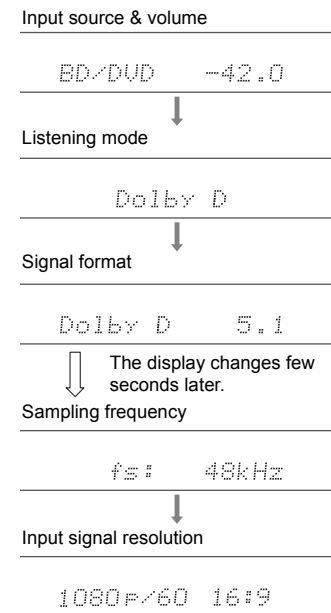 Input source & volume
BD/DVD -42.0
Listening mode
Dolby D
Signal format
Dolby D 5.1
The display changes few
seconds later.
Sampling frequency
fs: 48kHz
Input signal resolution
1080p/60 16:9